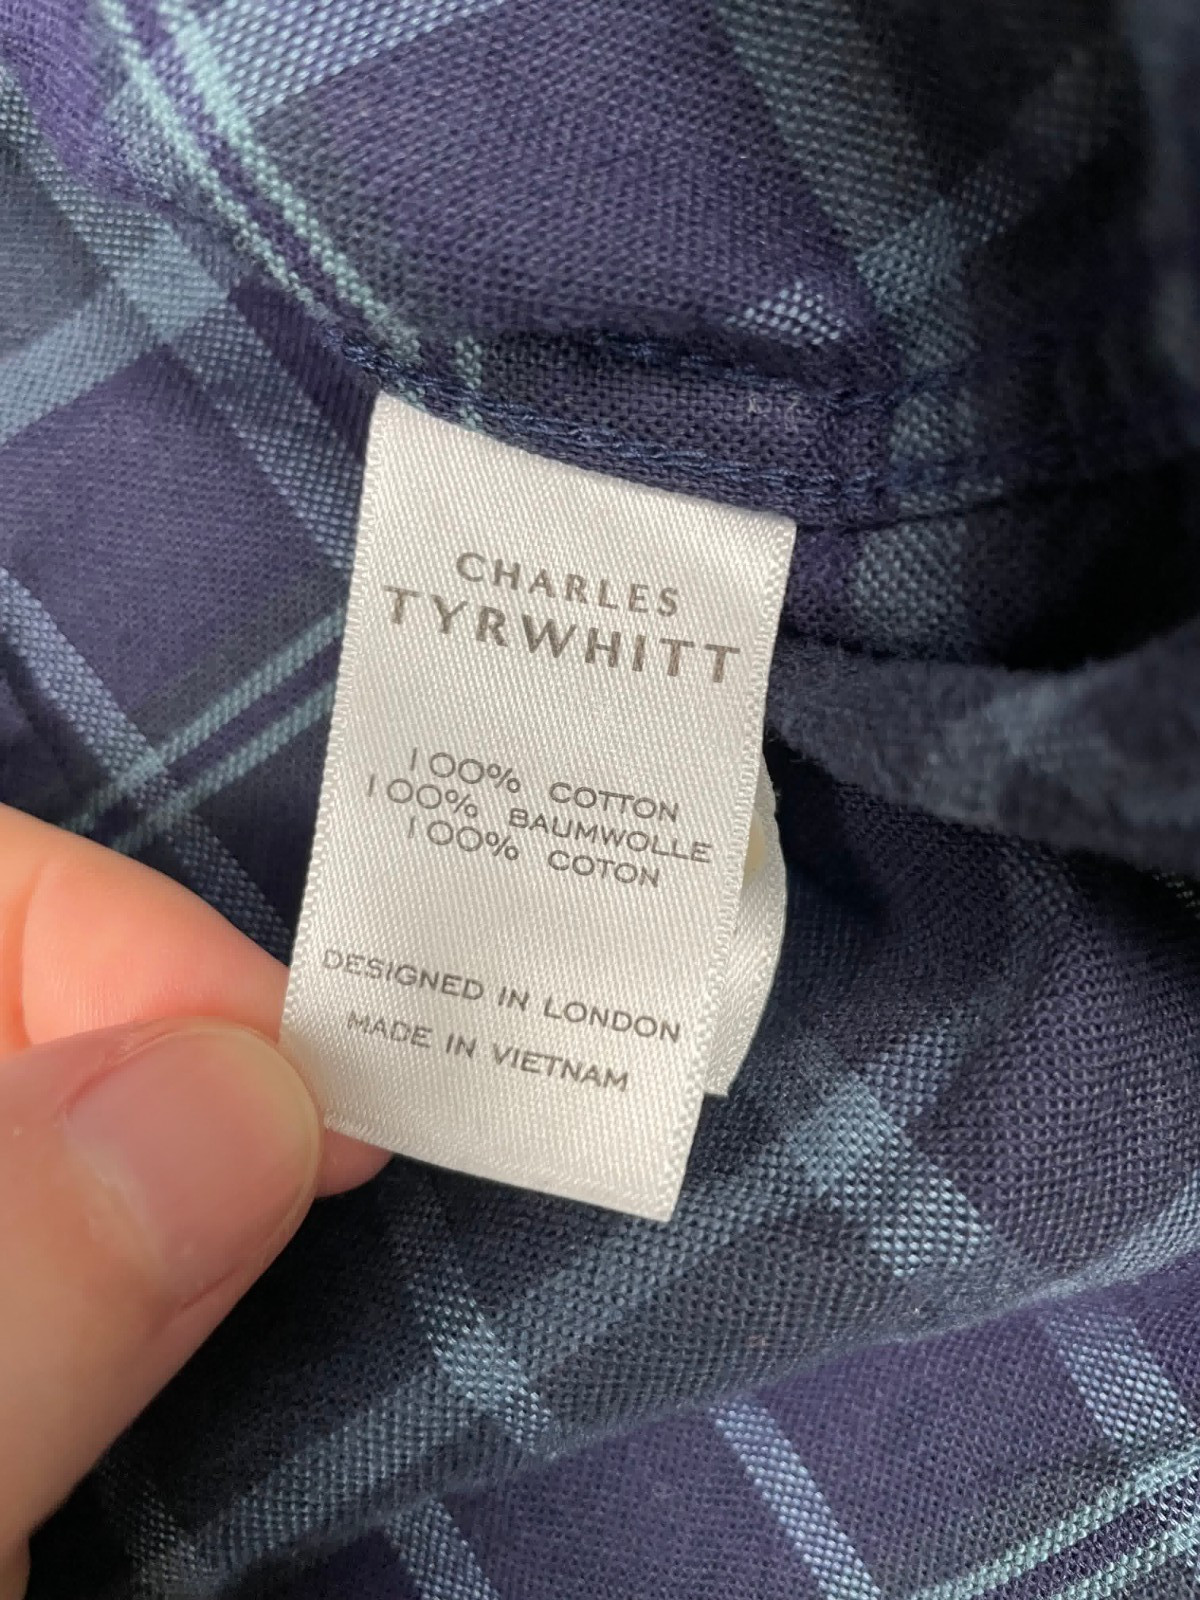 CHARLES
TYRWHITT
100% COTTON
100% BAUMWOLLE
100% COTON
DESIGNED IN LONDON
MADE IN VIETNAM